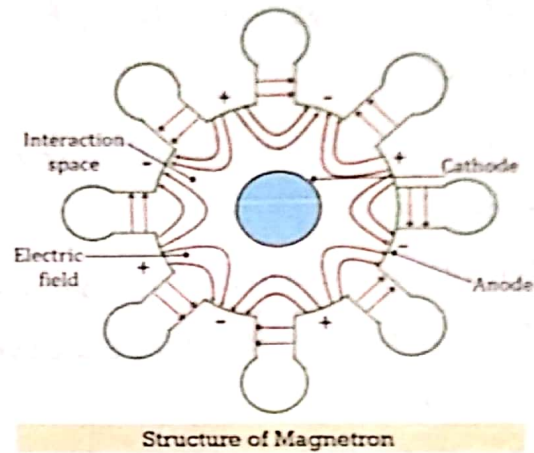 + -
Interaction
space
-
+
Cathode
Electric
field
+
-
Anode
- +
Structure of Magnetron